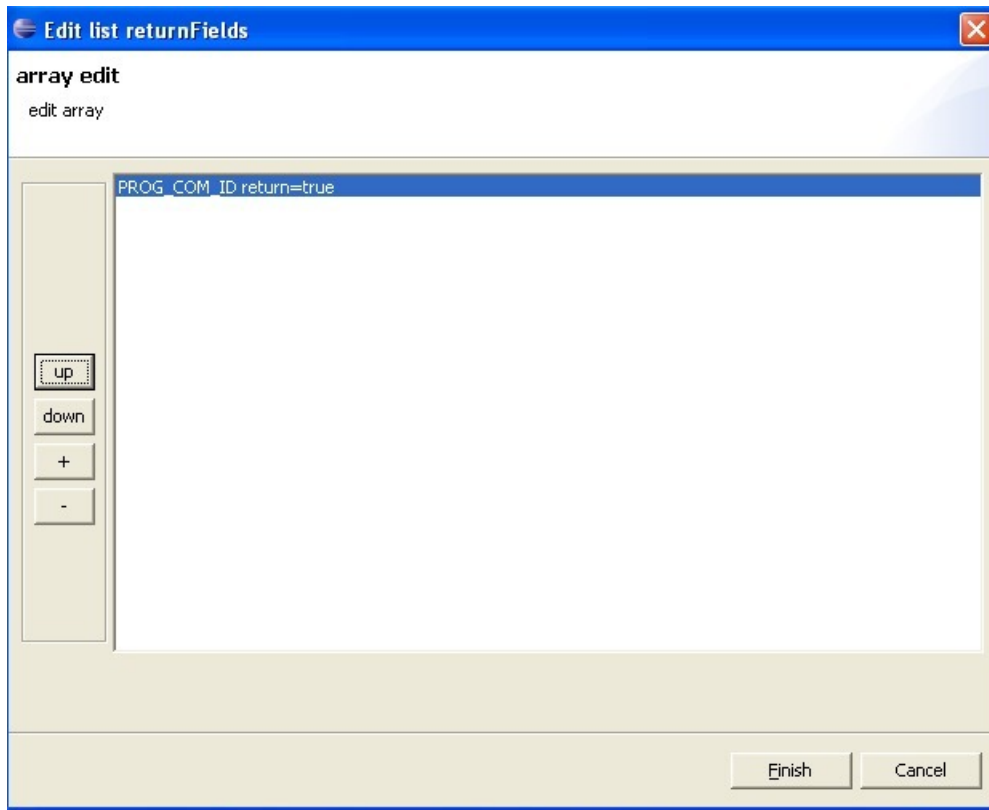 Edit list returnFields
array edit
edit array
PROG_COM_ID return=true
up
down
+
-
Finish
Cancel